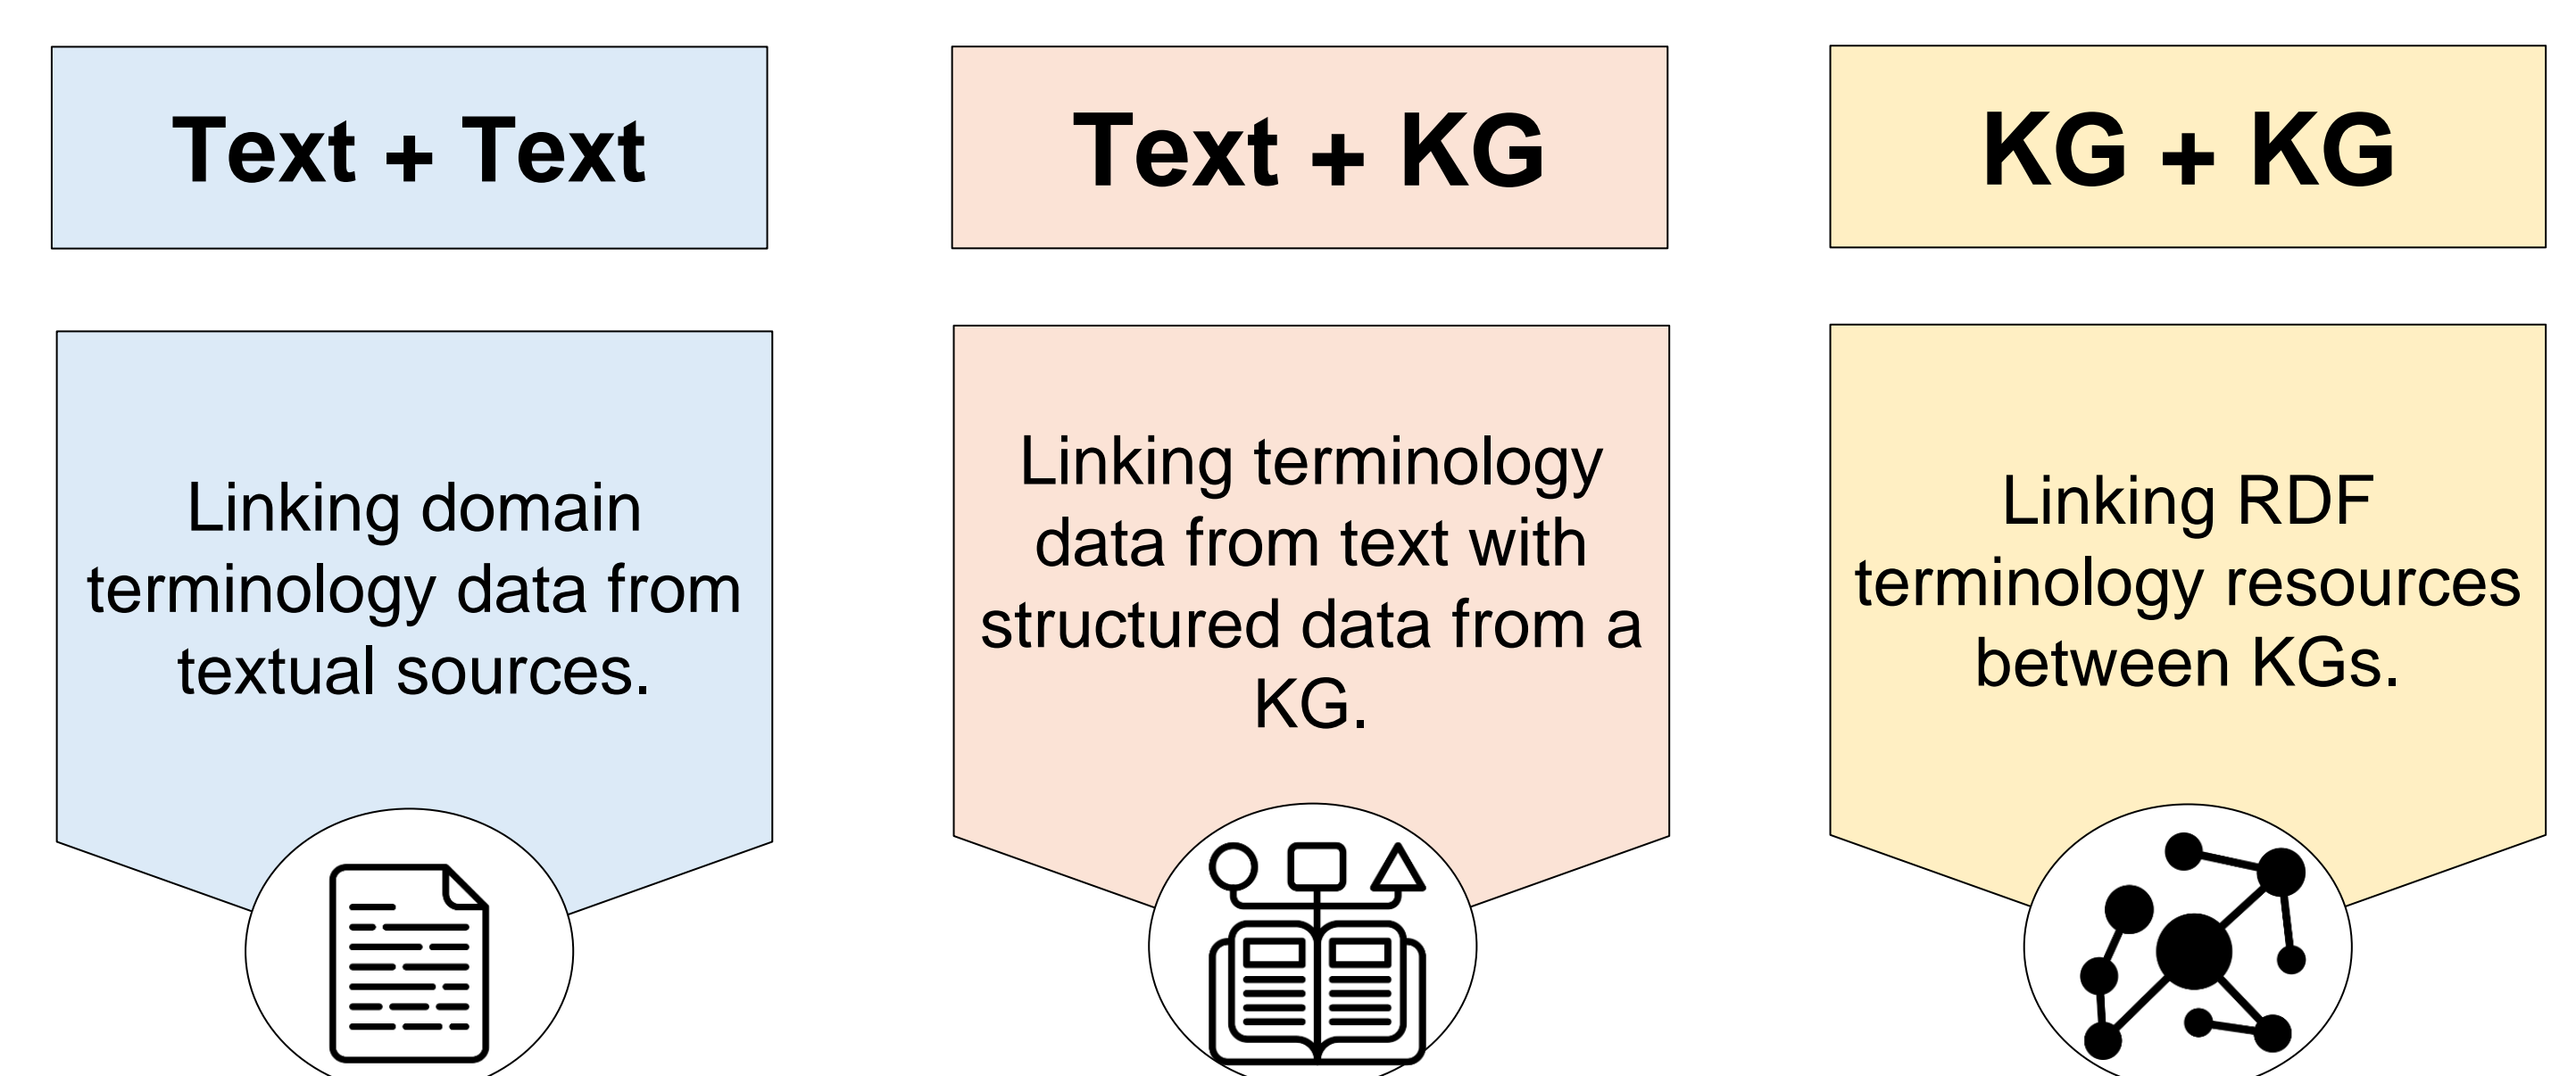 Text + Text
Text + KG
KG + KG
Linking domain
terminology data from
textual sources.
Linking terminology
data from text with
structured data from a
KG.
Linking RDF
terminology resources
between KGs.